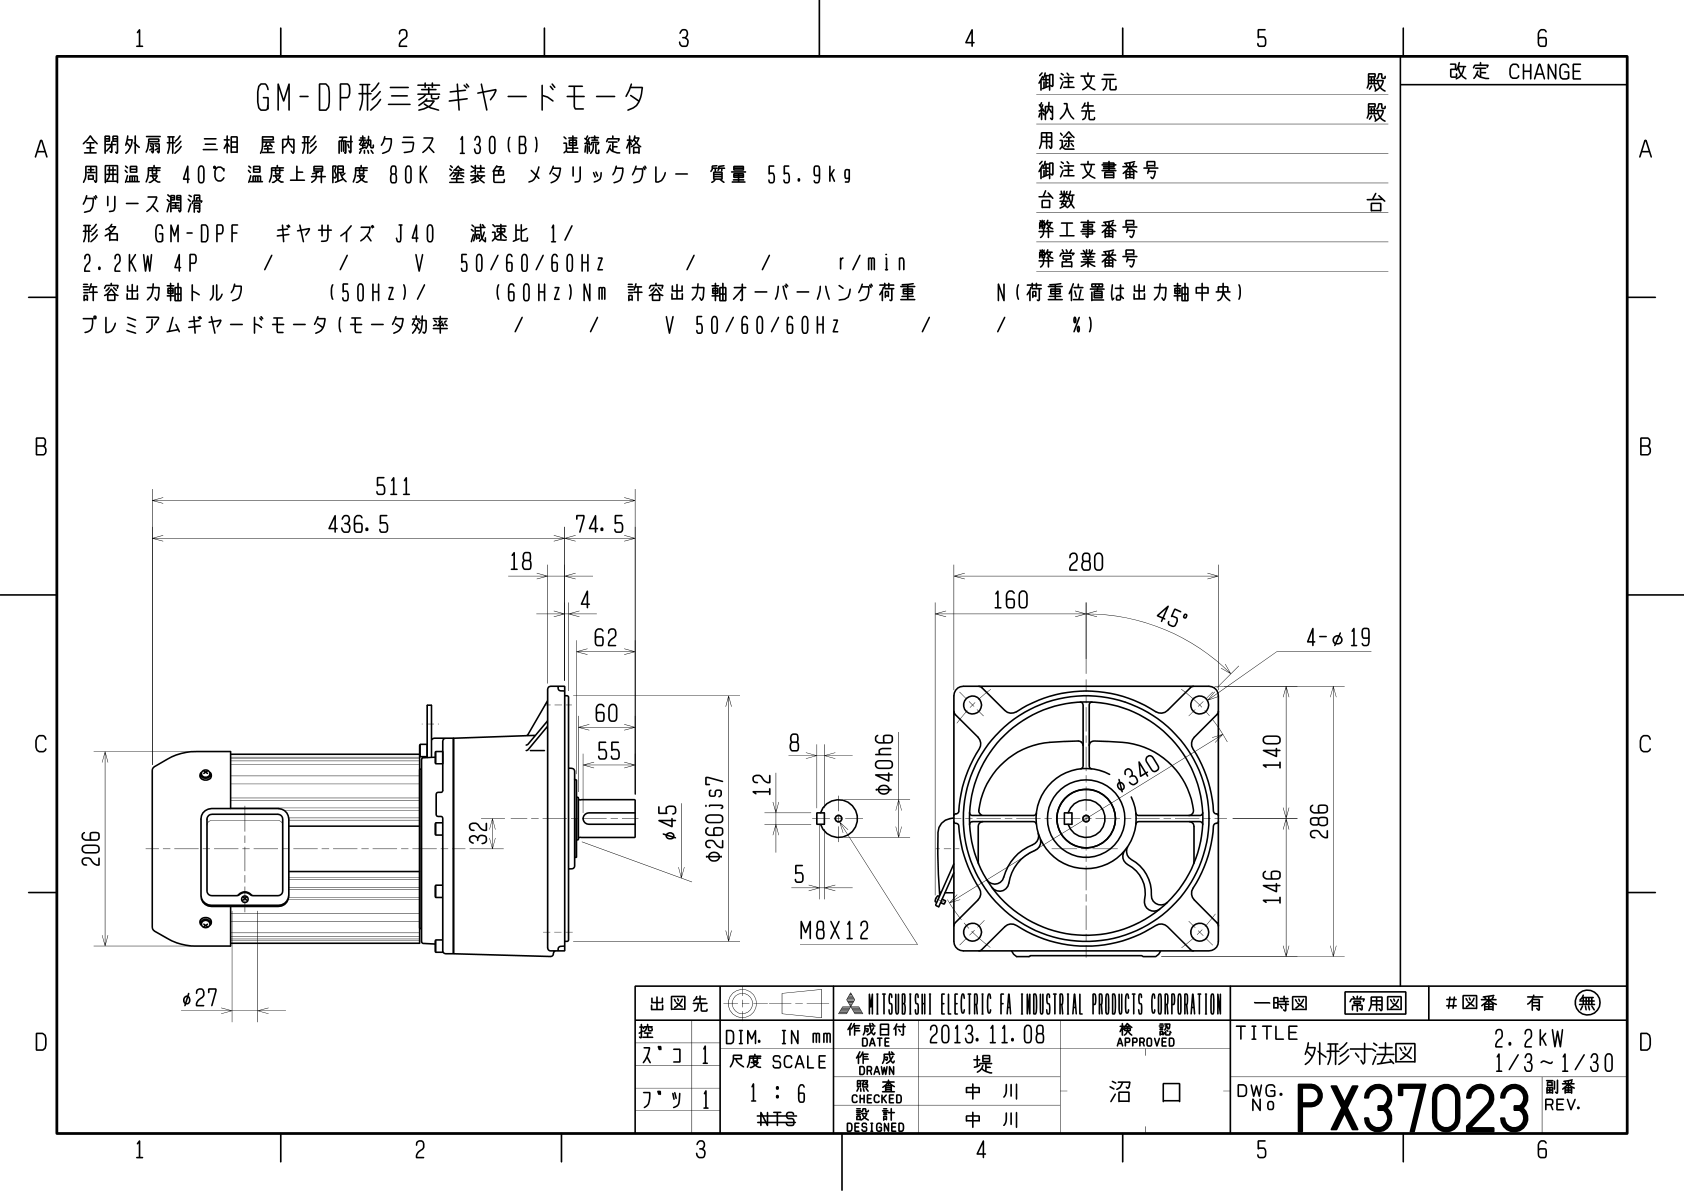 1 2 3 4 5 6
改定 CHANGE
GM-DP形三菱ギヤードモータ
全閉外扇形 三相 屋内形 耐熱クラス 130(B) 連続定格
周囲温度 40℃ 温度上昇限度 80K 塗装色 メタリックグレー 質量 55.9kg
グリース潤滑
形名 GM-DPF ギヤサイズ J40 減速比 1/
2.2KW 4P / / V 50/60/60Hz / / r/min
許容出力軸トルク (50Hz)/ (60Hz)Nm 許容出力軸オーバーハング荷重 N(荷重位置は出力軸中央)
プレミアムギヤードモータ(モータ効率 / / V 50/60/60Hz / / %)
御注文元 殿
納入先 殿
用途
御注文書番号
台数 台
弊工事番号
弊営業番号
A A
B B
C C
D D
511
436.5 74.5
18
4
62
60
55
32
206
φ27
φ45
Φ260js7
8
12
Φ40h6
5
M8X12
280
160
45°
4-φ19
φ340
140
286
146
出図先
控
ズコ 1
ブツ 1
DIM. IN mm
尺度 SCALE
1 : 6
NTS
MITSUBISHI ELECTRIC FA INDUSTRIAL PRODUCTS CORPORATION
作成日付 DATE 2013.11.08
作成 DRAWN 堤
照査 CHECKED 中川
設計 DESIGNED 中川
検認 APPROVED
沼口
一時図 常用図
#図番 有 無
TITLE
外形寸法図
2.2kW
1/3~1/30
DWG. No PX37023
副番 REV.
1 2 3 4 5 6